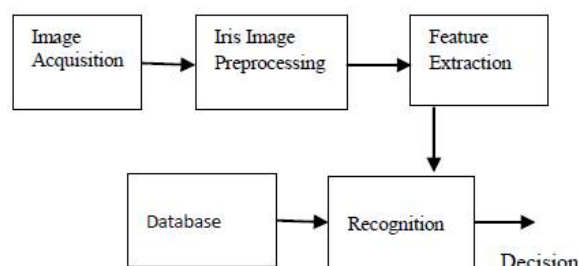 Image
Acquisition
Iris Image
Preprocessing
Feature
Extraction
Database
Recognition
Decision